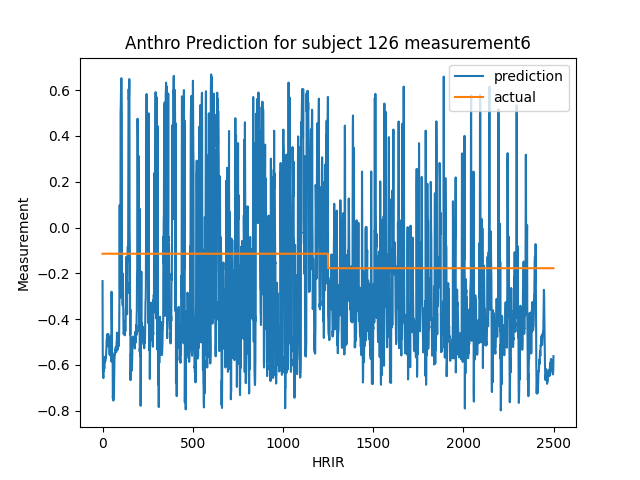 Anthro Prediction for subject 126 measurement6
prediction
actual
0.6
0.4
0.2
0.0
−0.2
−0.4
−0.6
−0.8
Measurement
0 500 1000 1500 2000 2500
HRIR